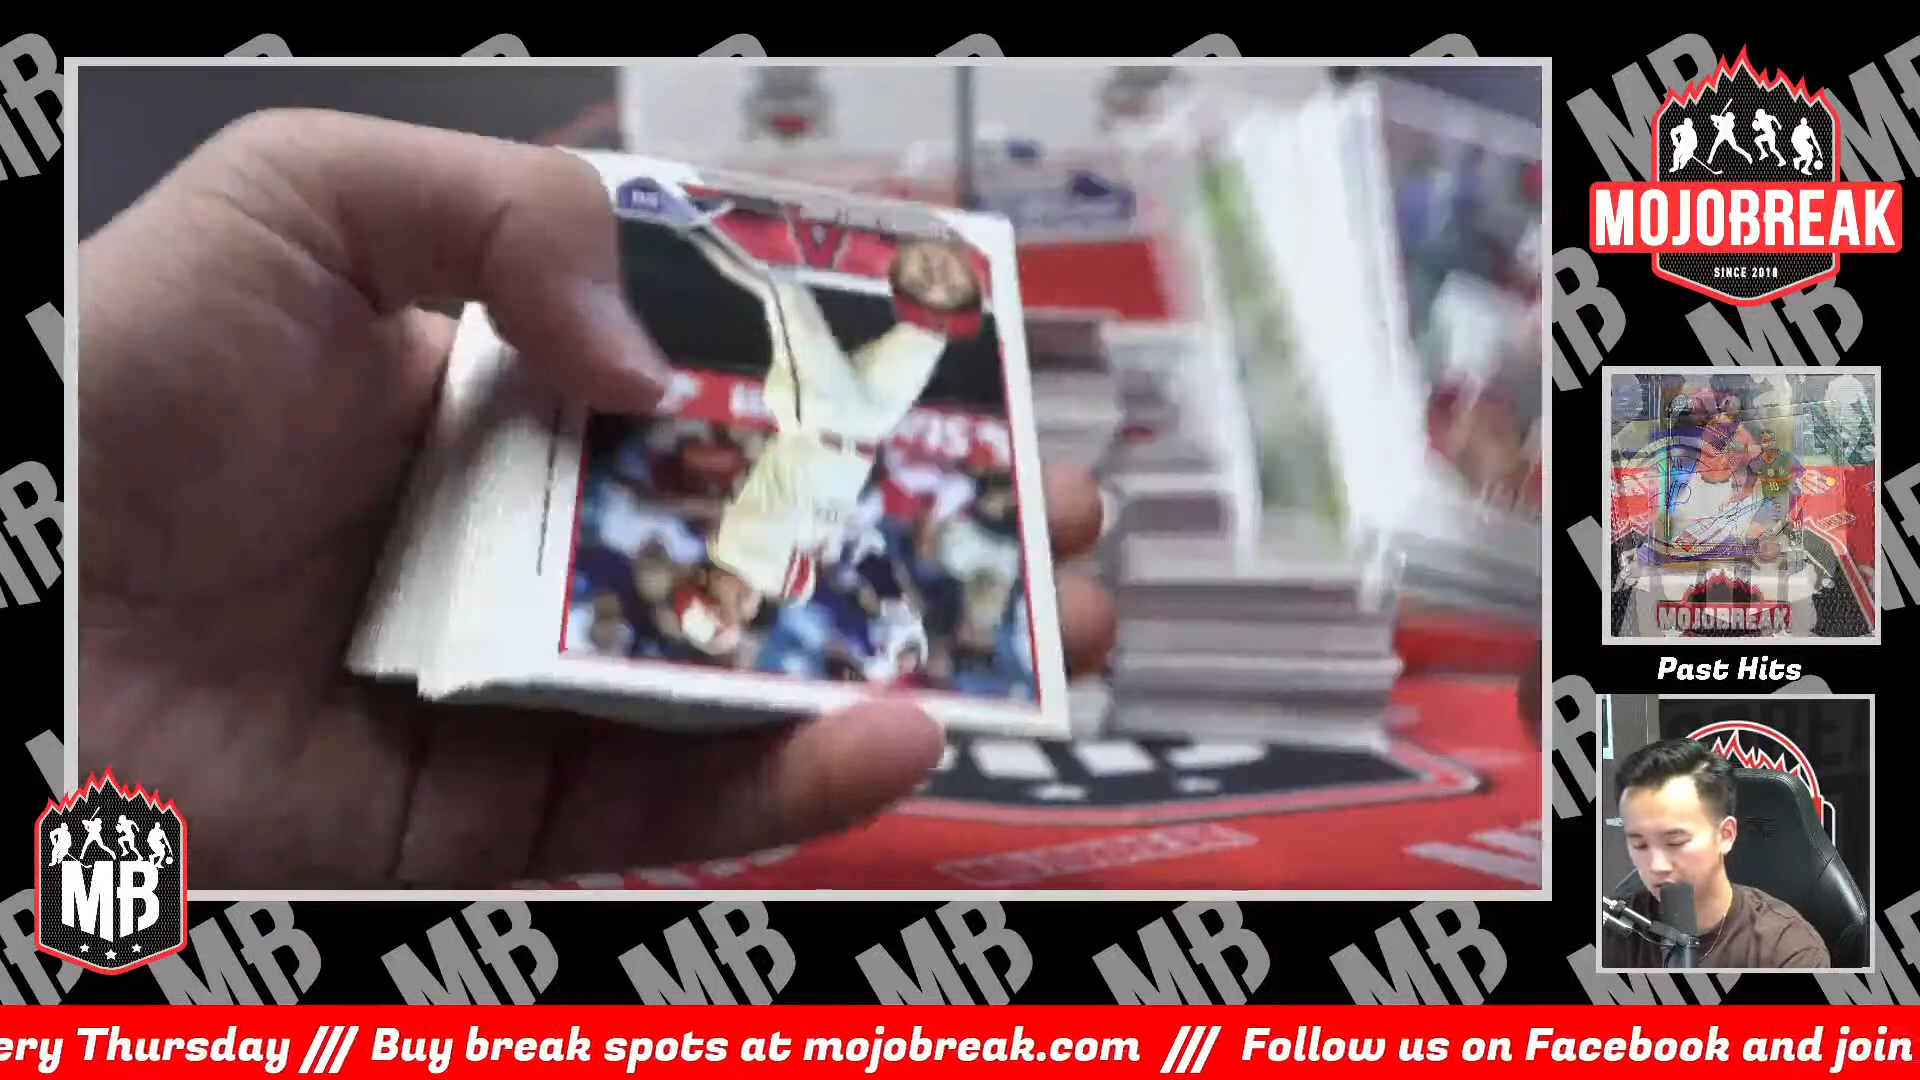 MOJOBREAK
SINCE 2010
MOJOBREAK
Past Hits
MB
ery Thursday /// Buy break spots at mojobreak.com /// Follow us on Facebook and join